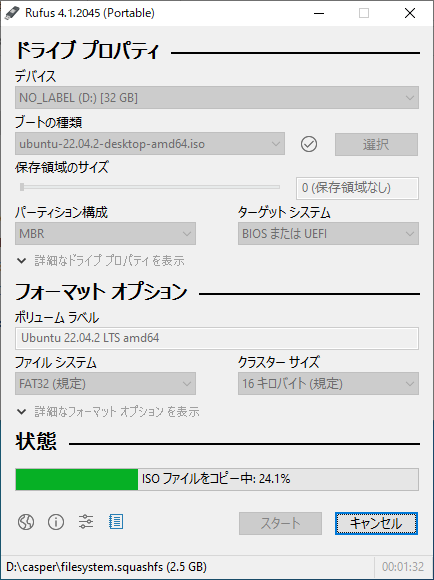 Rufus 4.1.2045 (Portable)
ドライブ プロパティ
デバイス
NO_LABEL (D:) [32 GB]
ブートの種類
ubuntu-22.04.2-desktop-amd64.iso
選択
保存領域のサイズ
0 (保存領域なし)
パーティション構成 ターゲット システム
MBR BIOS または UEFI
詳細なドライブ プロパティを表示
フォーマット オプション
ボリューム ラベル
Ubuntu 22.04.2 LTS amd64
ファイル システム クラスター サイズ
FAT32 (規定) 16 キロバイト (規定)
詳細なフォーマット オプションを表示
状態
ISO ファイルをコピー中: 24.1%
スタート キャンセル
D:\casper\filesystem.squashfs (2.5 GB) 00:01:32